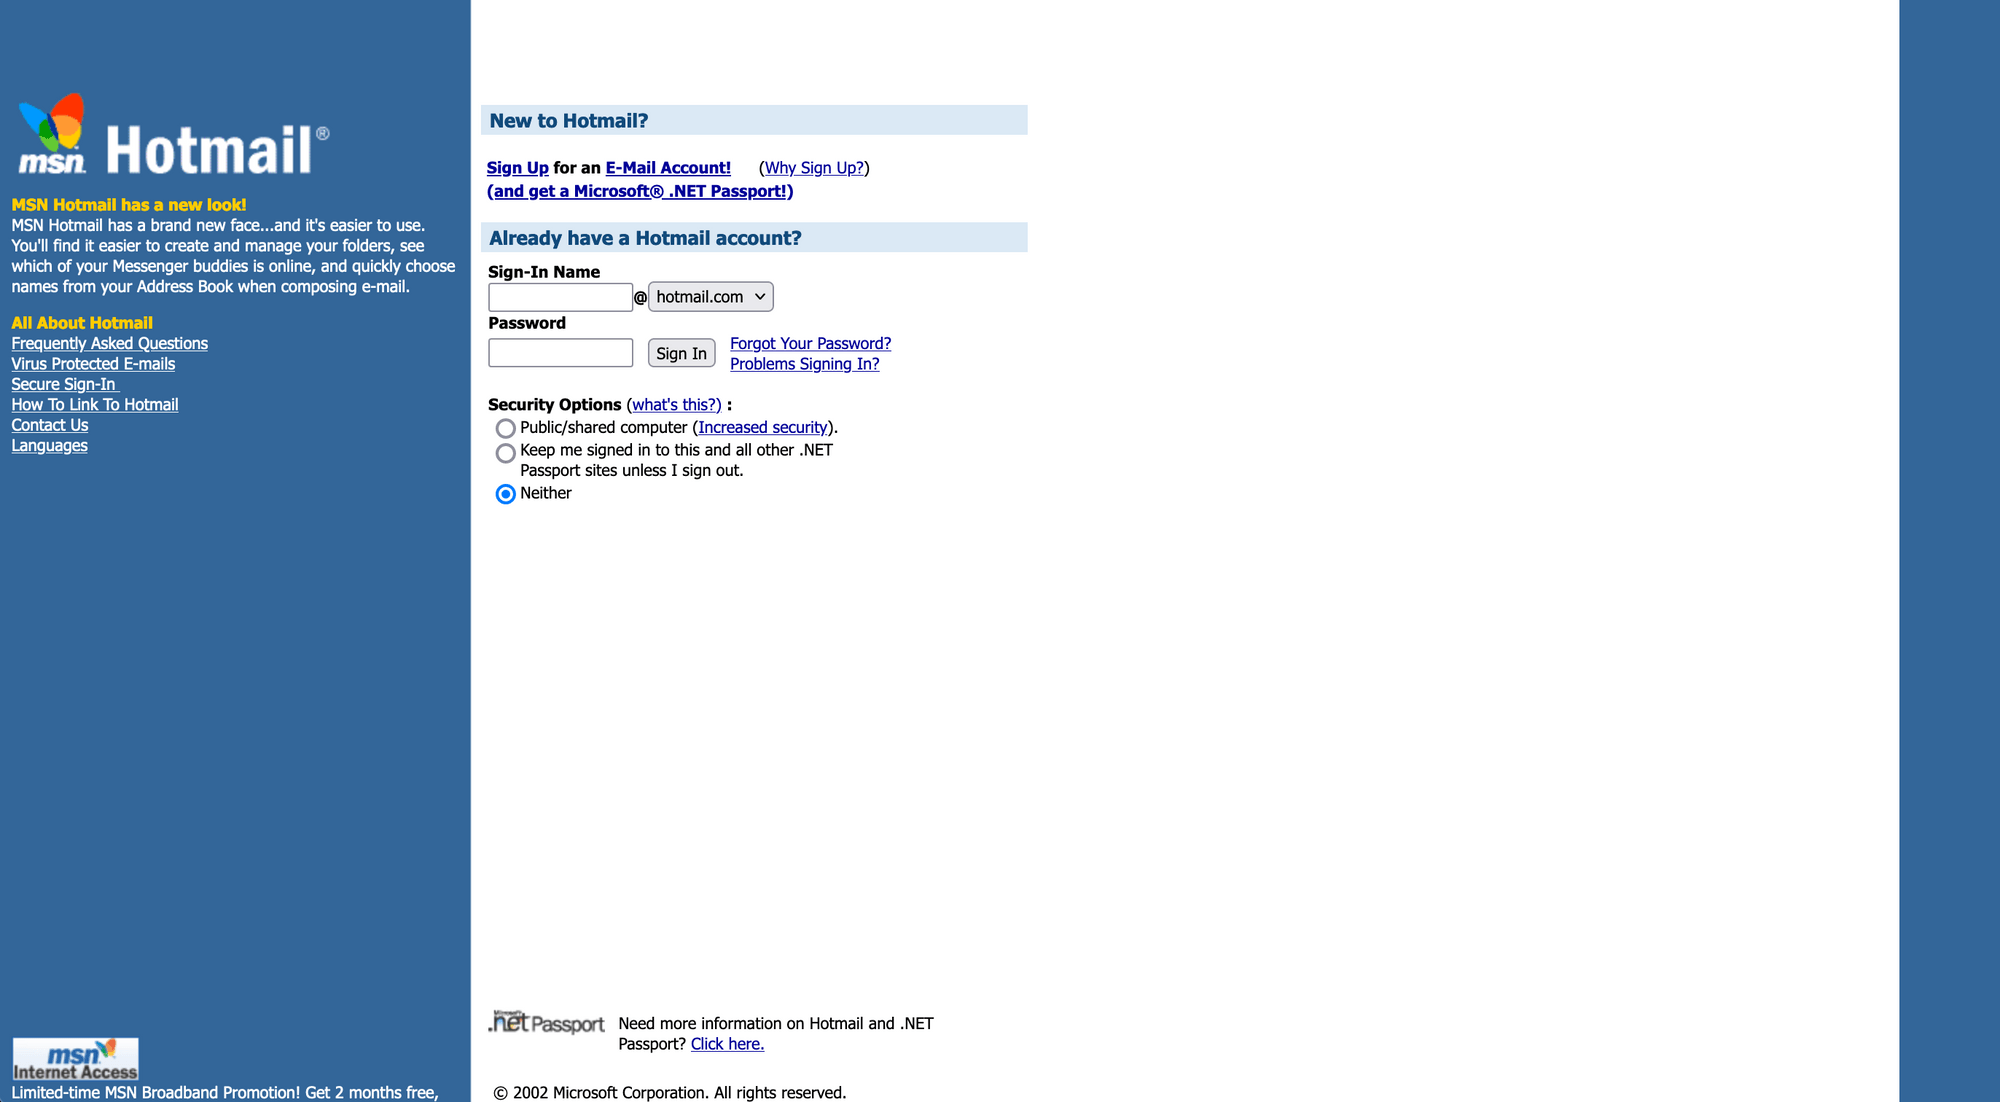 msn
Hotmail®
MSN Hotmail has a new look!
MSN Hotmail has a brand new face...and it's easier to use.
You'll find it easier to create and manage your folders, see
which of your Messenger buddies is online, and quickly choose
names from your Address Book when composing e-mail.
All About Hotmail
Frequently Asked Questions
Virus Protected E-mails
Secure Sign-In
How To Link To Hotmail
Contact Us
Languages
msn
Internet Access
Limited-time MSN Broadband Promotion! Get 2 months free,
New to Hotmail?
Sign Up for an E-Mail Account! (Why Sign Up?)
(and get a Microsoft® .NET Passport!)
Already have a Hotmail account?
Sign-In Name
@ hotmail.com
Password
Sign In
Forgot Your Password?
Problems Signing In?
Security Options (what's this?) :
Public/shared computer (Increased security).
Keep me signed in to this and all other .NET
Passport sites unless I sign out.
Neither
Microsoft
.net Passport
Need more information on Hotmail and .NET
Passport? Click here.
© 2002 Microsoft Corporation. All rights reserved.